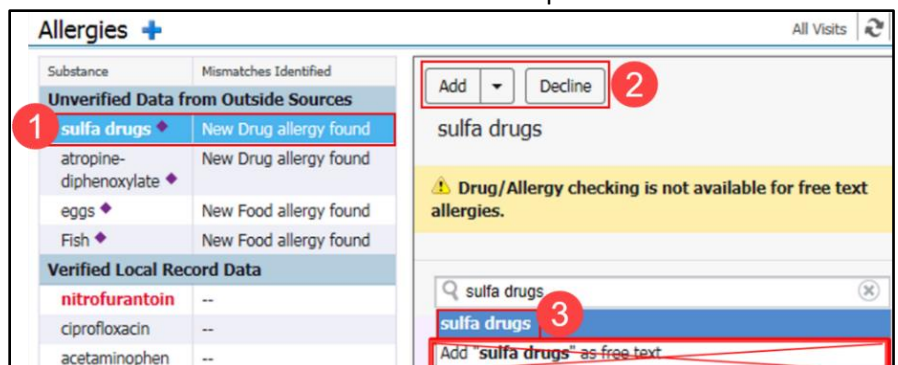 Allergies
All Visits
Substance Mismatches Identified
Unverified Data from Outside Sources
1 sulfa drugs New Drug allergy found
atropine- New Drug allergy found
diphenoxylate
eggs New Food allergy found
Fish New Food allergy found
Verified Local Record Data
nitrofurantoin --
ciprofloxacin --
acetaminophen --
Add Decline 2
sulfa drugs
Drug/Allergy checking is not available for free text
allergies.
sulfa drugs
sulfa drugs 3
Add "sulfa drugs" as free text